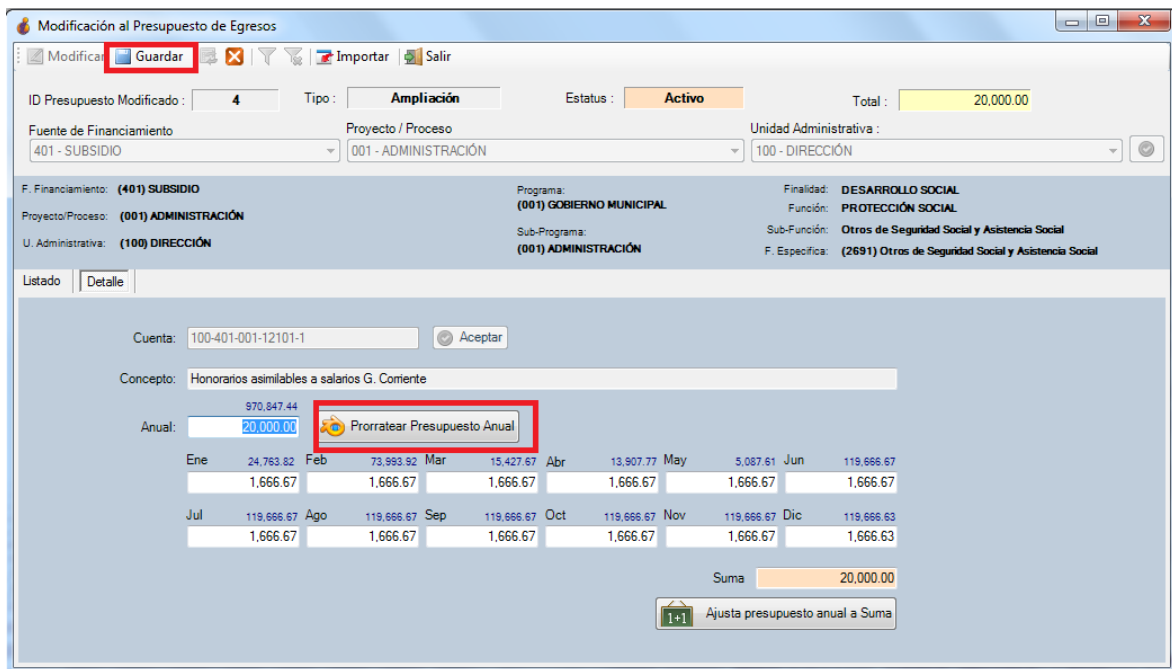 Modificación al Presupuesto de Egresos
Modificar Guardar Importar Salir
ID Presupuesto Modificado : 4 Tipo : Ampliación Estatus : Activo Total : 20,000.00
Fuente de Financiamiento Proyecto / Proceso Unidad Administrativa :
401 - SUBSIDIO 001 - ADMINISTRACIÓN 100 - DIRECCIÓN
F. Financiamiento: (401) SUBSIDIO
Proyecto/Proceso: (001) ADMINISTRACIÓN
U. Administrativa: (100) DIRECCIÓN
Programa:
(001) GOBIERNO MUNICIPAL
Sub-Programa:
(001) ADMINISTRACIÓN
Finalidad: DESARROLLO SOCIAL
Función: PROTECCIÓN SOCIAL
Sub-Función: Otros de Seguridad Social y Asistencia Social
F. Especifica: (2691) Otros de Seguridad Social y Asistencia Social
Listado Detalle
Cuenta: 100-401-001-12101-1 Aceptar
Concepto: Honorarios asimilables a salarios G. Corriente
970,847.44
Anual: 20,000.00 Prorratear Presupuesto Anual
Ene 24,763.82 Feb 73,993.92 Mar 15,427.67 Abr 13,907.77 May 5,087.61 Jun 119,666.67
1,666.67 1,666.67 1,666.67 1,666.67 1,666.67 1,666.67
Jul 119,666.67 Ago 119,666.67 Sep 119,666.67 Oct 119,666.67 Nov 119,666.67 Dic 119,666.63
1,666.67 1,666.67 1,666.67 1,666.67 1,666.67 1,666.63
Suma 20,000.00
1+1 Ajusta presupuesto anual a Suma